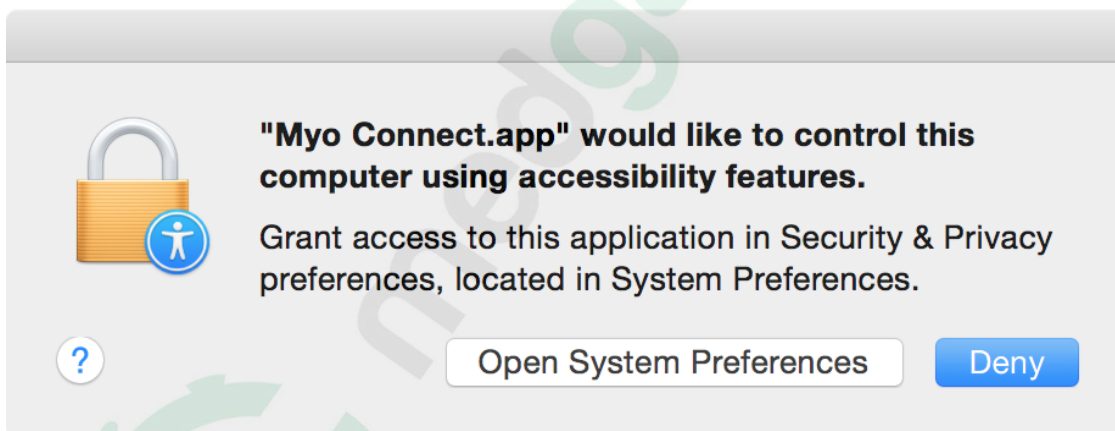 "Myo Connect.app" would like to control this
computer using accessibility features.
Grant access to this application in Security & Privacy
preferences, located in System Preferences.
?
Open System Preferences
Deny
medg